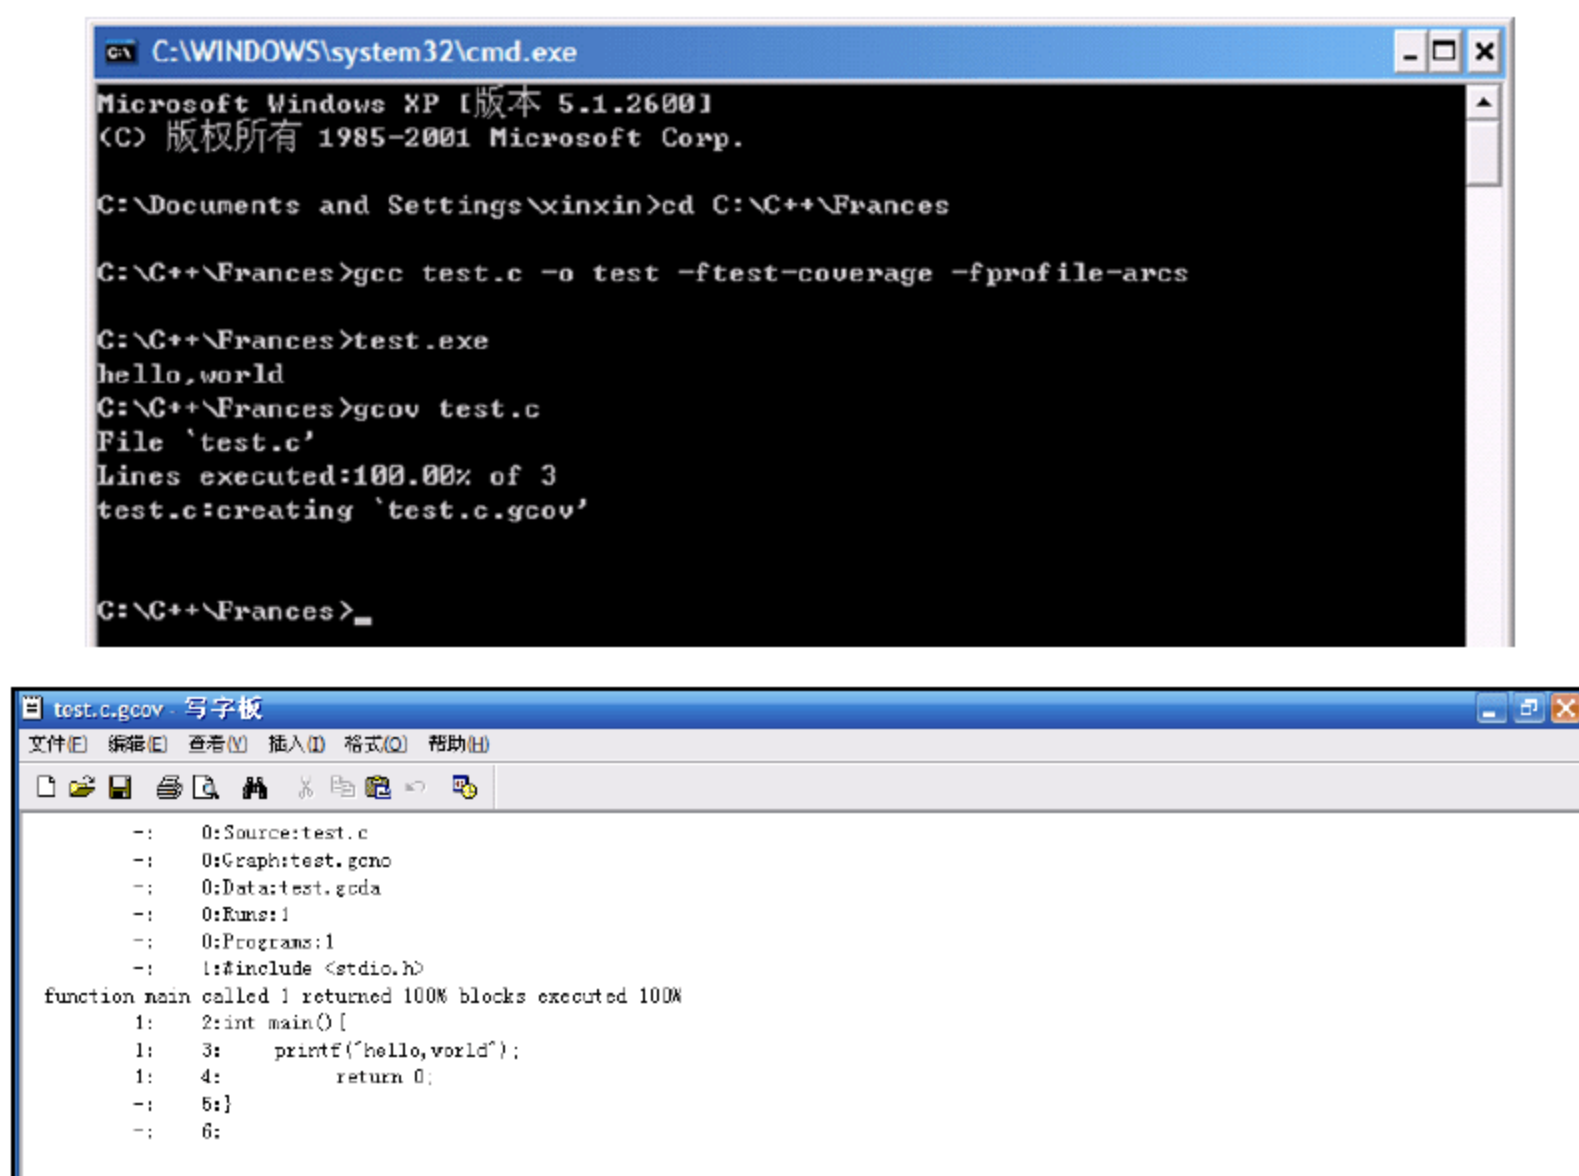 C:\WINDOWS\system32\cmd.exe
Microsoft Windows XP [版本 5.1.2600]
(C) 版权所有 1985-2001 Microsoft Corp.
C:\Documents and Settings\xinxin>cd C:\C++\Frances
C:\C++\Frances>gcc test.c -o test -ftest-coverage -fprofile-arcs
C:\C++\Frances>test.exe
hello,world
C:\C++\Frances>gcov test.c
File `test.c'
Lines executed:100.00% of 3
test.c:creating `test.c.gcov'
C:\C++\Frances>_
test.c.gcov - 写字板
文件(F) 编辑(E) 查看(V) 插入(I) 格式(O) 帮助(H)
-: 0:Source:test.c
-: 0:Graph:test.gcno
-: 0:Data:test.gcda
-: 0:Runs:1
-: 0:Programs:1
-: 1:#include <stdio.h>
function main called 1 returned 100% blocks executed 100%
1: 2:int main(){
1: 3: printf("hello,world");
1: 4: return 0;
-: 5:}
-: 6: